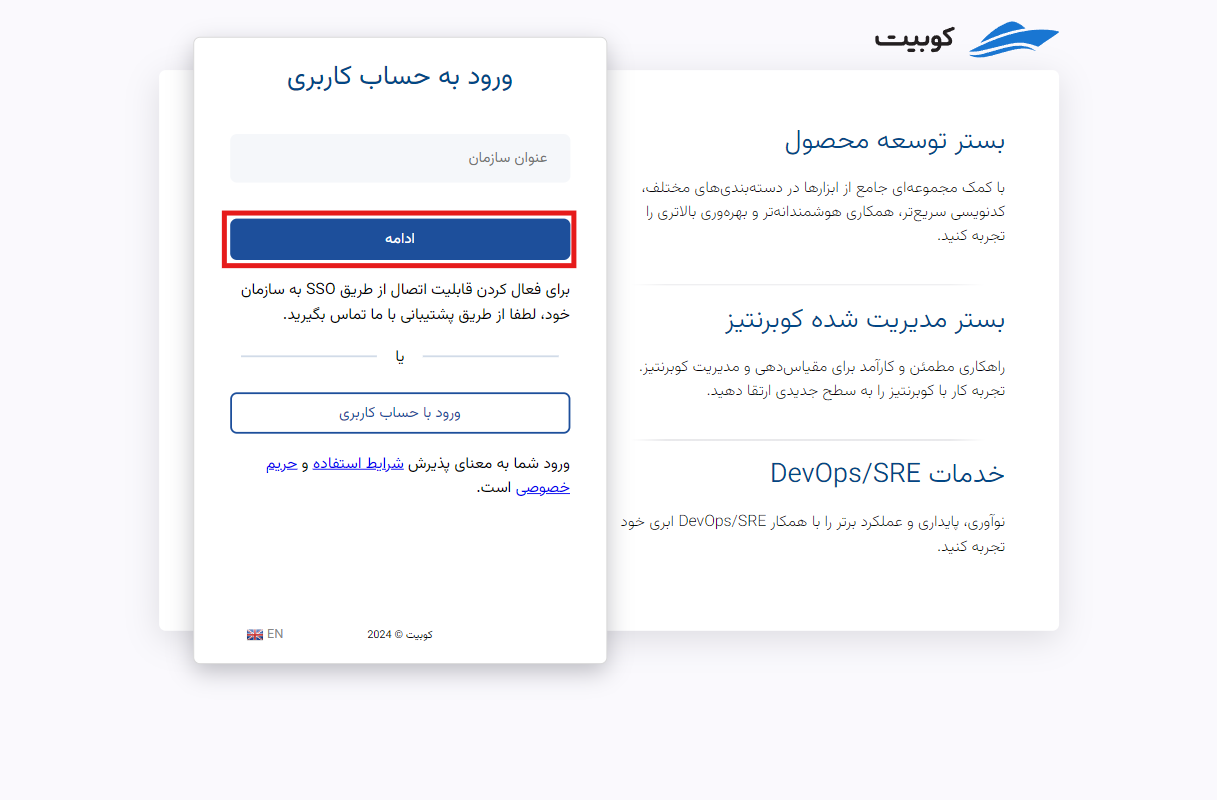 کوبیت
بستر توسعه محصول
با کمک مجموعه‌ای جامع از ابزارها در دسته‌بندی‌های مختلف،
کدنویسی سریع‌تر، همکاری هوشمندانه‌تر و بهره‌وری بالاتری را
تجربه کنید.
بستر مدیریت شده کوبرنتیز
راهکاری مطمئن و کارآمد برای مقیاس‌دهی و مدیریت کوبرنتیز.
تجربه کار با کوبرنتیز را به سطح جدیدی ارتقا دهید.
خدمات DevOps/SRE
نوآوری، پایداری و عملکرد برتر را با همکار DevOps/SRE ابری خود
تجربه کنید.
ورود به حساب کاربری
عنوان سازمان
ادامه
برای فعال کردن قابلیت اتصال از طریق SSO به سازمان
خود، لطفا از طریق پشتیبانی با ما تماس بگیرید.
یا
ورود با حساب کاربری
ورود شما به معنای پذیرش شرایط استفاده و حریم
خصوصی است.
کوبیت © 2024
EN